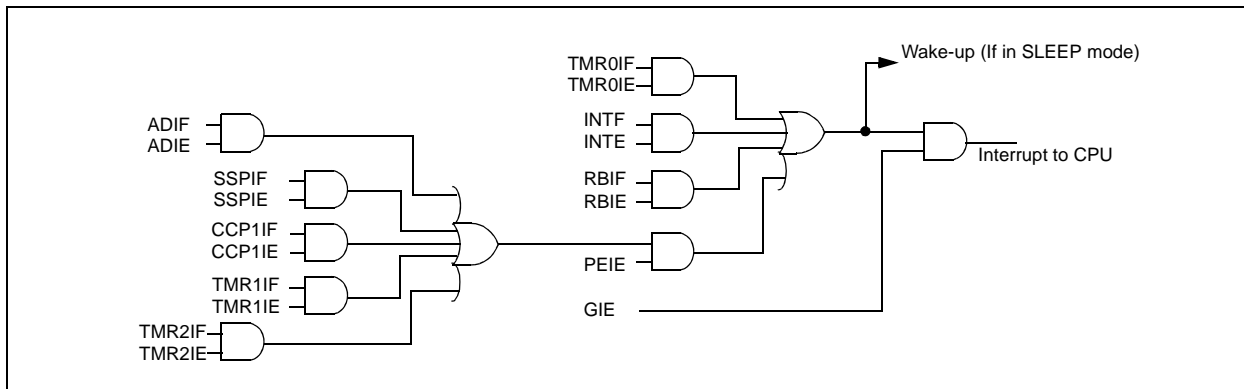 Wake-up (If in SLEEP mode)
TMR0IF
TMR0IE
ADIF
ADIE
INTF
INTE
Interrupt to CPU
SSPIF
SSPIE
RBIF
RBIE
CCP1IF
CCP1IE
PEIE
TMR1IF
TMR1IE
GIE
TMR2IF
TMR2IE